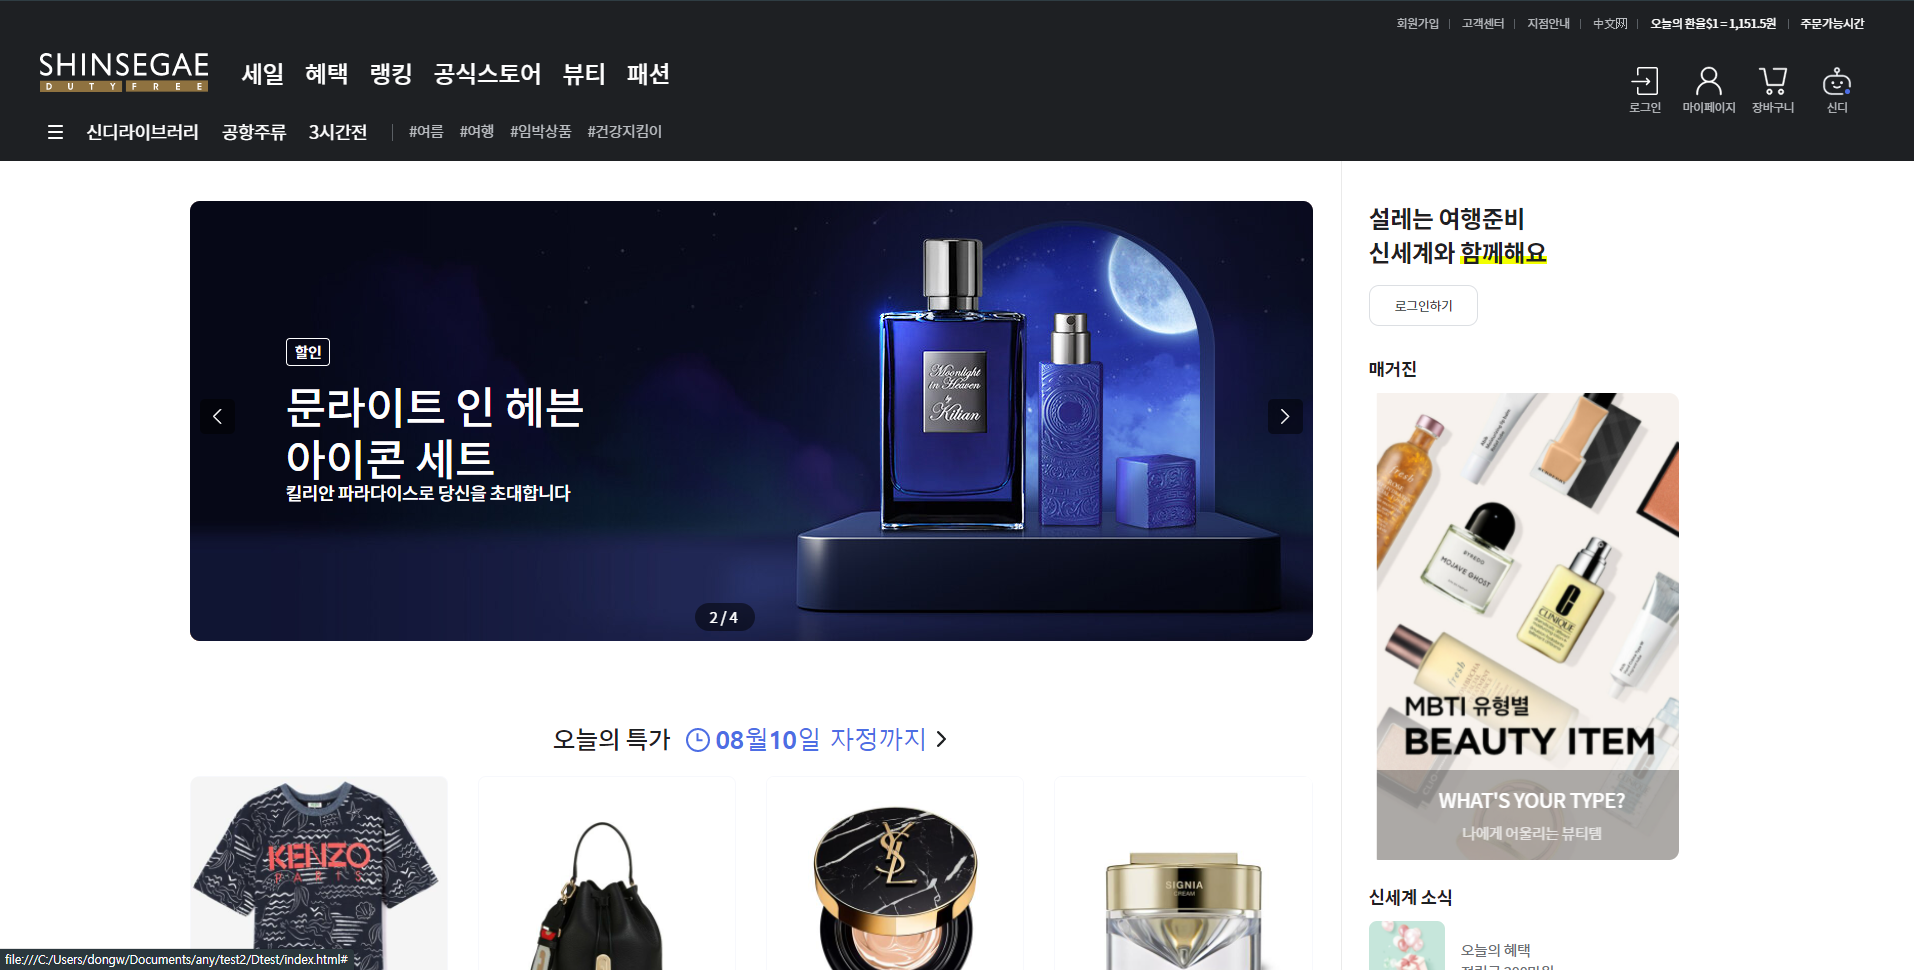 회원가입 고객센터 지점안내 中文网 오늘의 환율$1 = 1,151.5원 주문가능시간
SHINSEGAE
DUTY FREE
세일 혜택 랭킹 공식스토어 뷰티 패션
로그인 마이페이지 장바구니 신디
신디라이브러리 공항주류 3시간전 #여름 #여행 #임박상품 #건강지킴이
할인
문라이트 인 헤븐
아이콘 세트
킬리안 파라다이스로 당신을 초대합니다
Moonlight
in Heaven
by
Kilian
2 / 4
설레는 여행준비
신세계와 함께해요
로그인하기
매거진
fresh
BYREDO
MOJAVE GHOST
CLINIQUE
fresh
MBTI 유형별
BEAUTY ITEM
WHAT'S YOUR TYPE?
나에게 어울리는 뷰티템
오늘의 특가 08월10일 자정까지
KENZO
PARIS
YSL
SIGNIA
CREAM
신세계 소식
오늘의 혜택
file:///C:/Users/dongw/Documents/any/test2/Dtest/index.html#